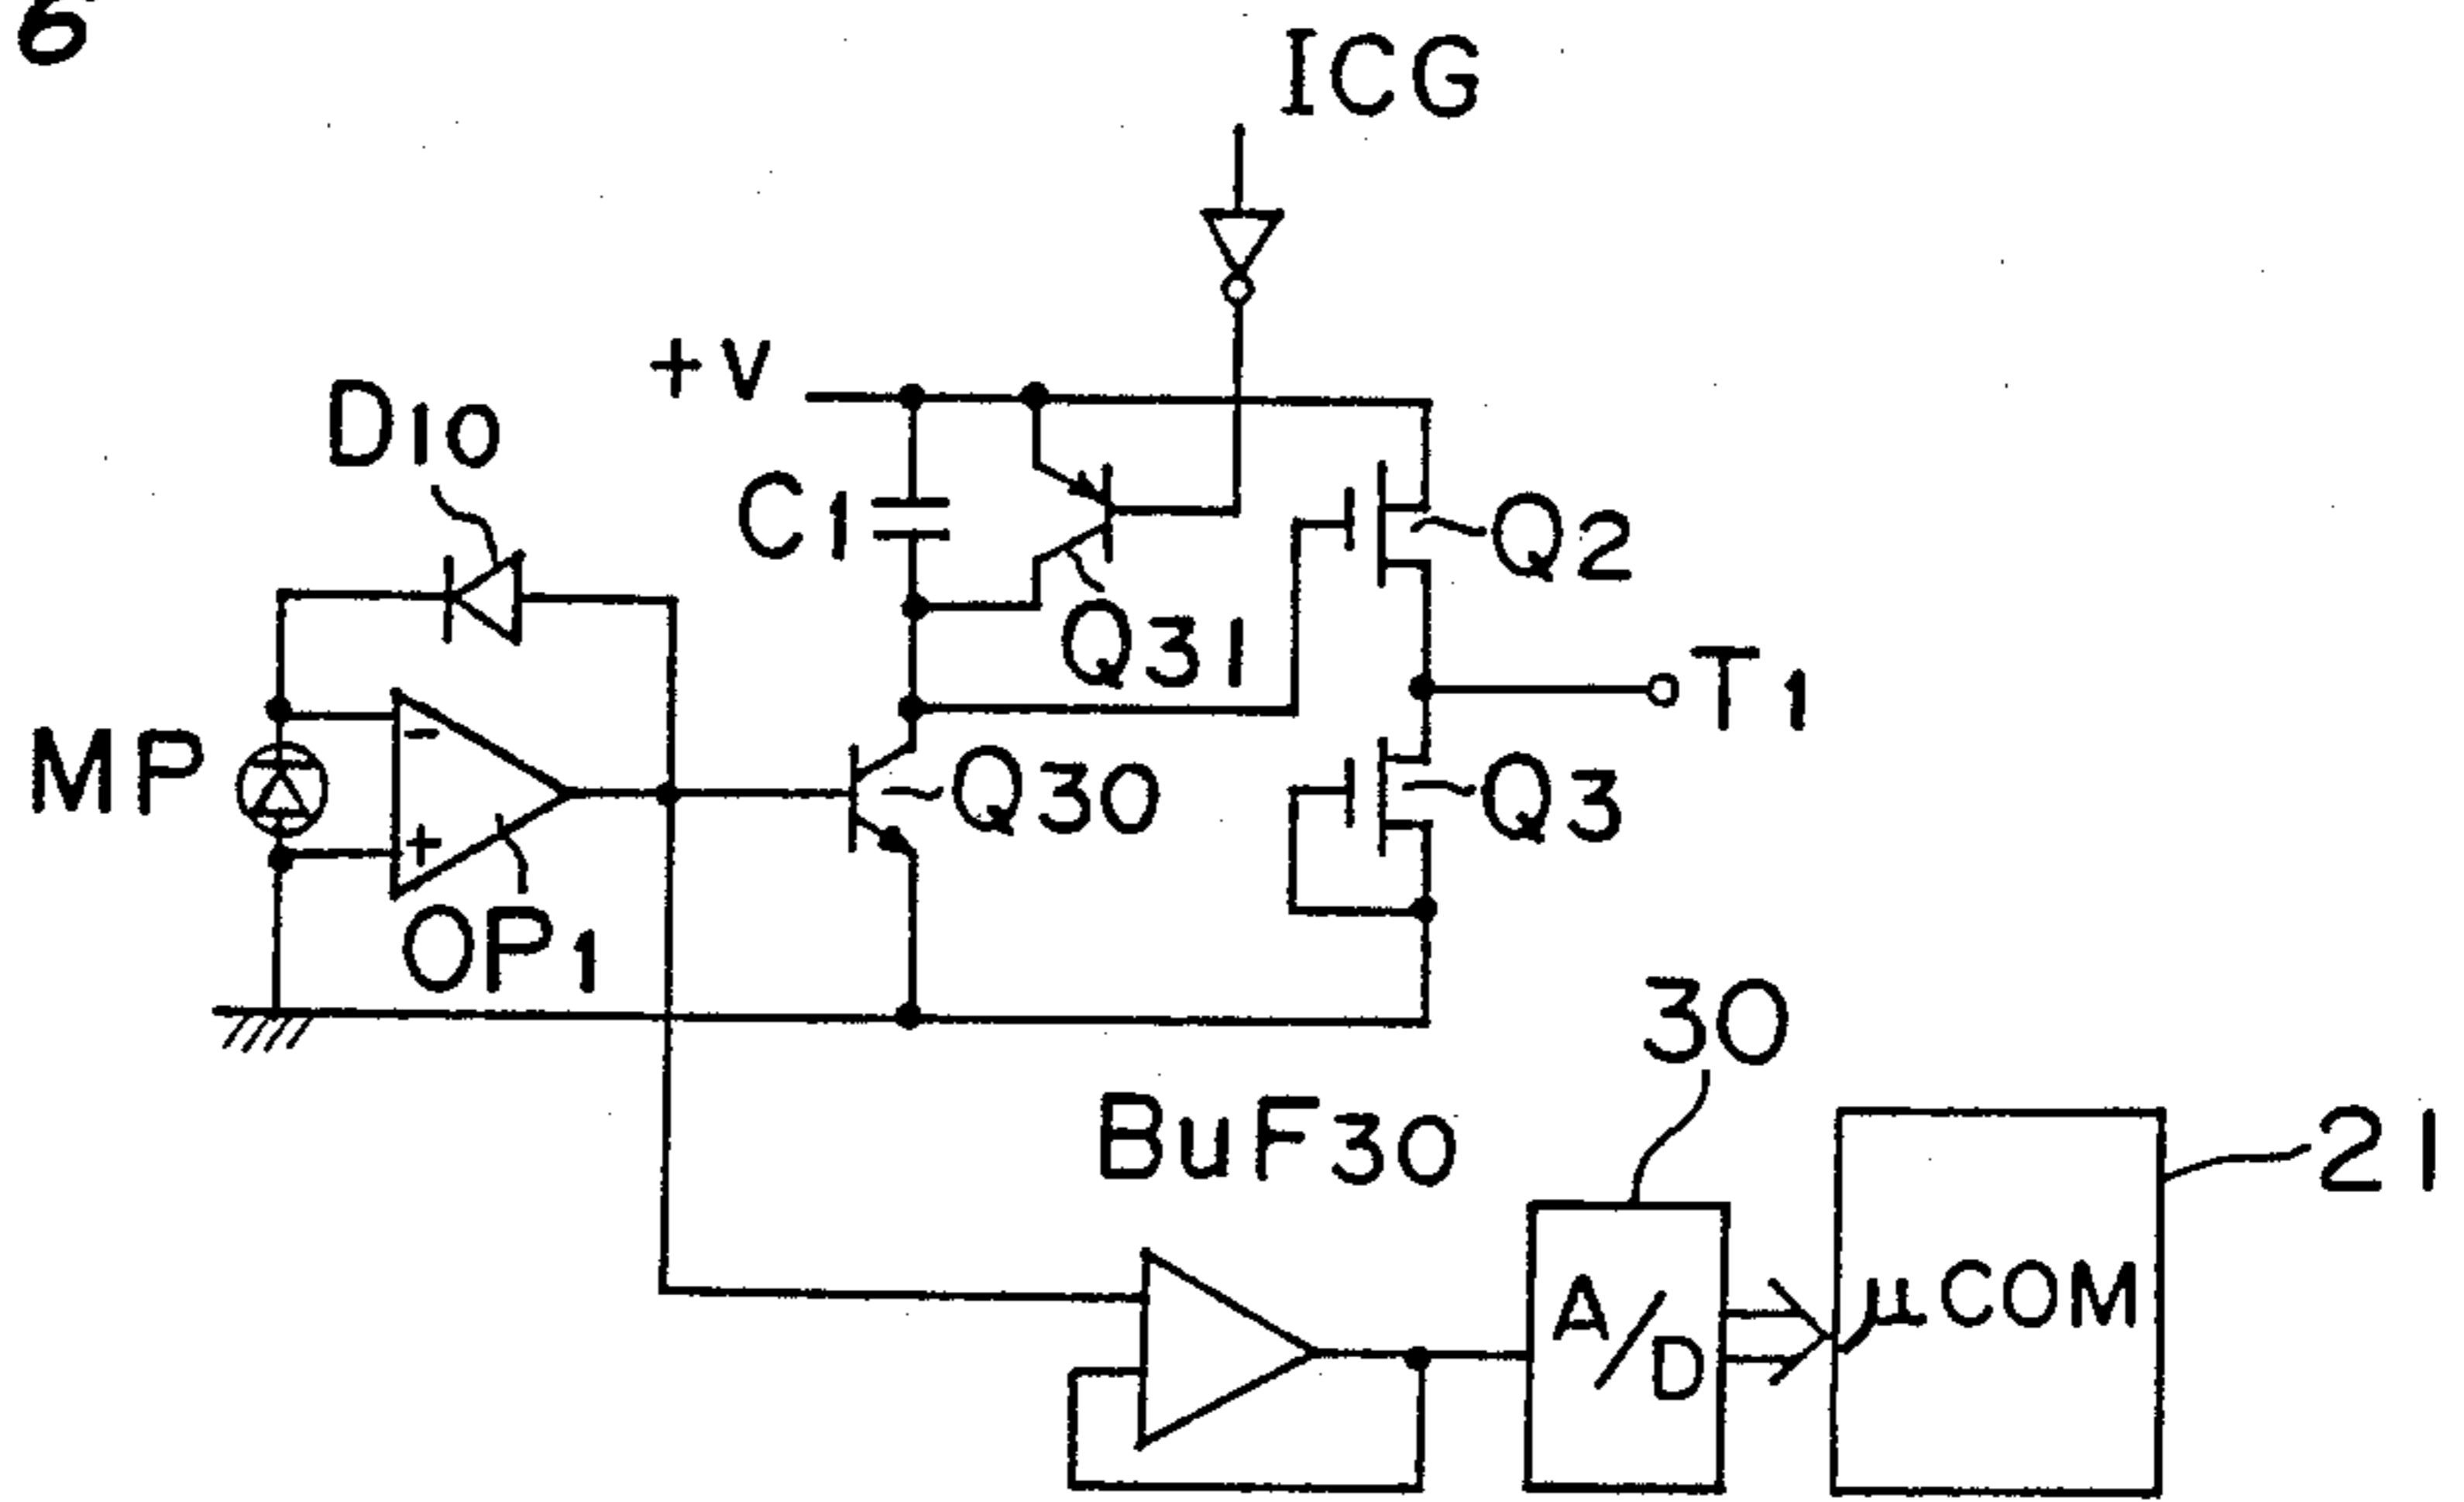 6
ICG
+V
D10
C1
Q2
Q31
T1
MP
-
Q30
Q3
+
OP1
30
BuF30
21
A/D
μCOM